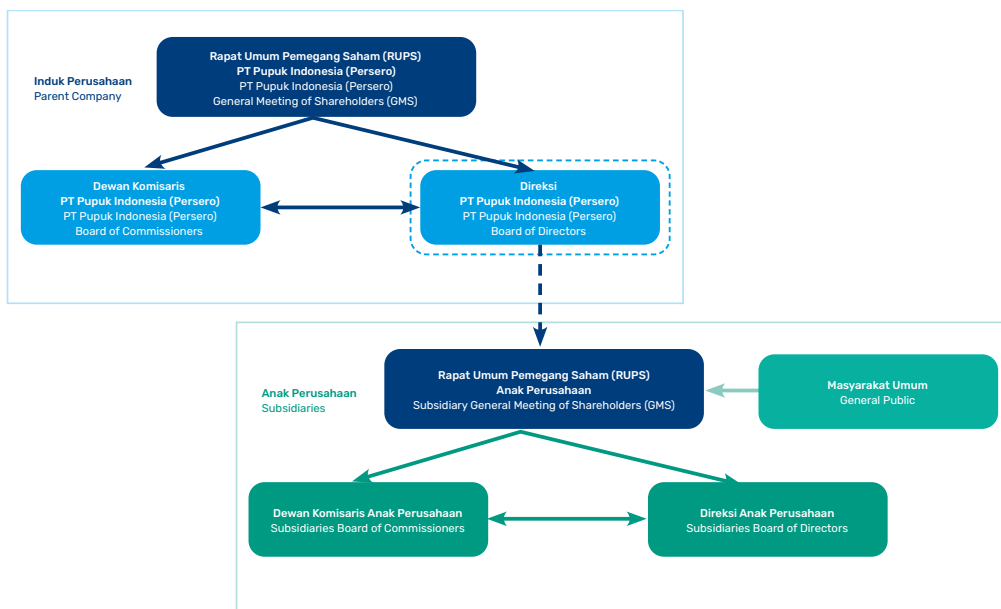 Rapat Umum Pemegang Saham (RUPS)
PT Pupuk Indonesia (Persero)
PT Pupuk Indonesia (Persero)
General Meeting of Shareholders (GMS)
Induk Perusahaan
Parent Company
Dewan Komisaris
PT Pupuk Indonesia (Persero)
PT Pupuk Indonesia (Persero)
Board of Commissioners
Direksi
PT Pupuk Indonesia (Persero)
PT Pupuk Indonesia (Persero)
Board of Directors
Rapat Umum Pemegang Saham (RUPS)
Anak Perusahaan
Subsidiary General Meeting of Shareholders (GMS)
Masyarakat Umum
General Public
Anak Perusahaan
Subsidiaries
Dewan Komisaris Anak Perusahaan
Subsidiaries Board of Commissioners
Direksi Anak Perusahaan
Subsidiaries Board of Directors